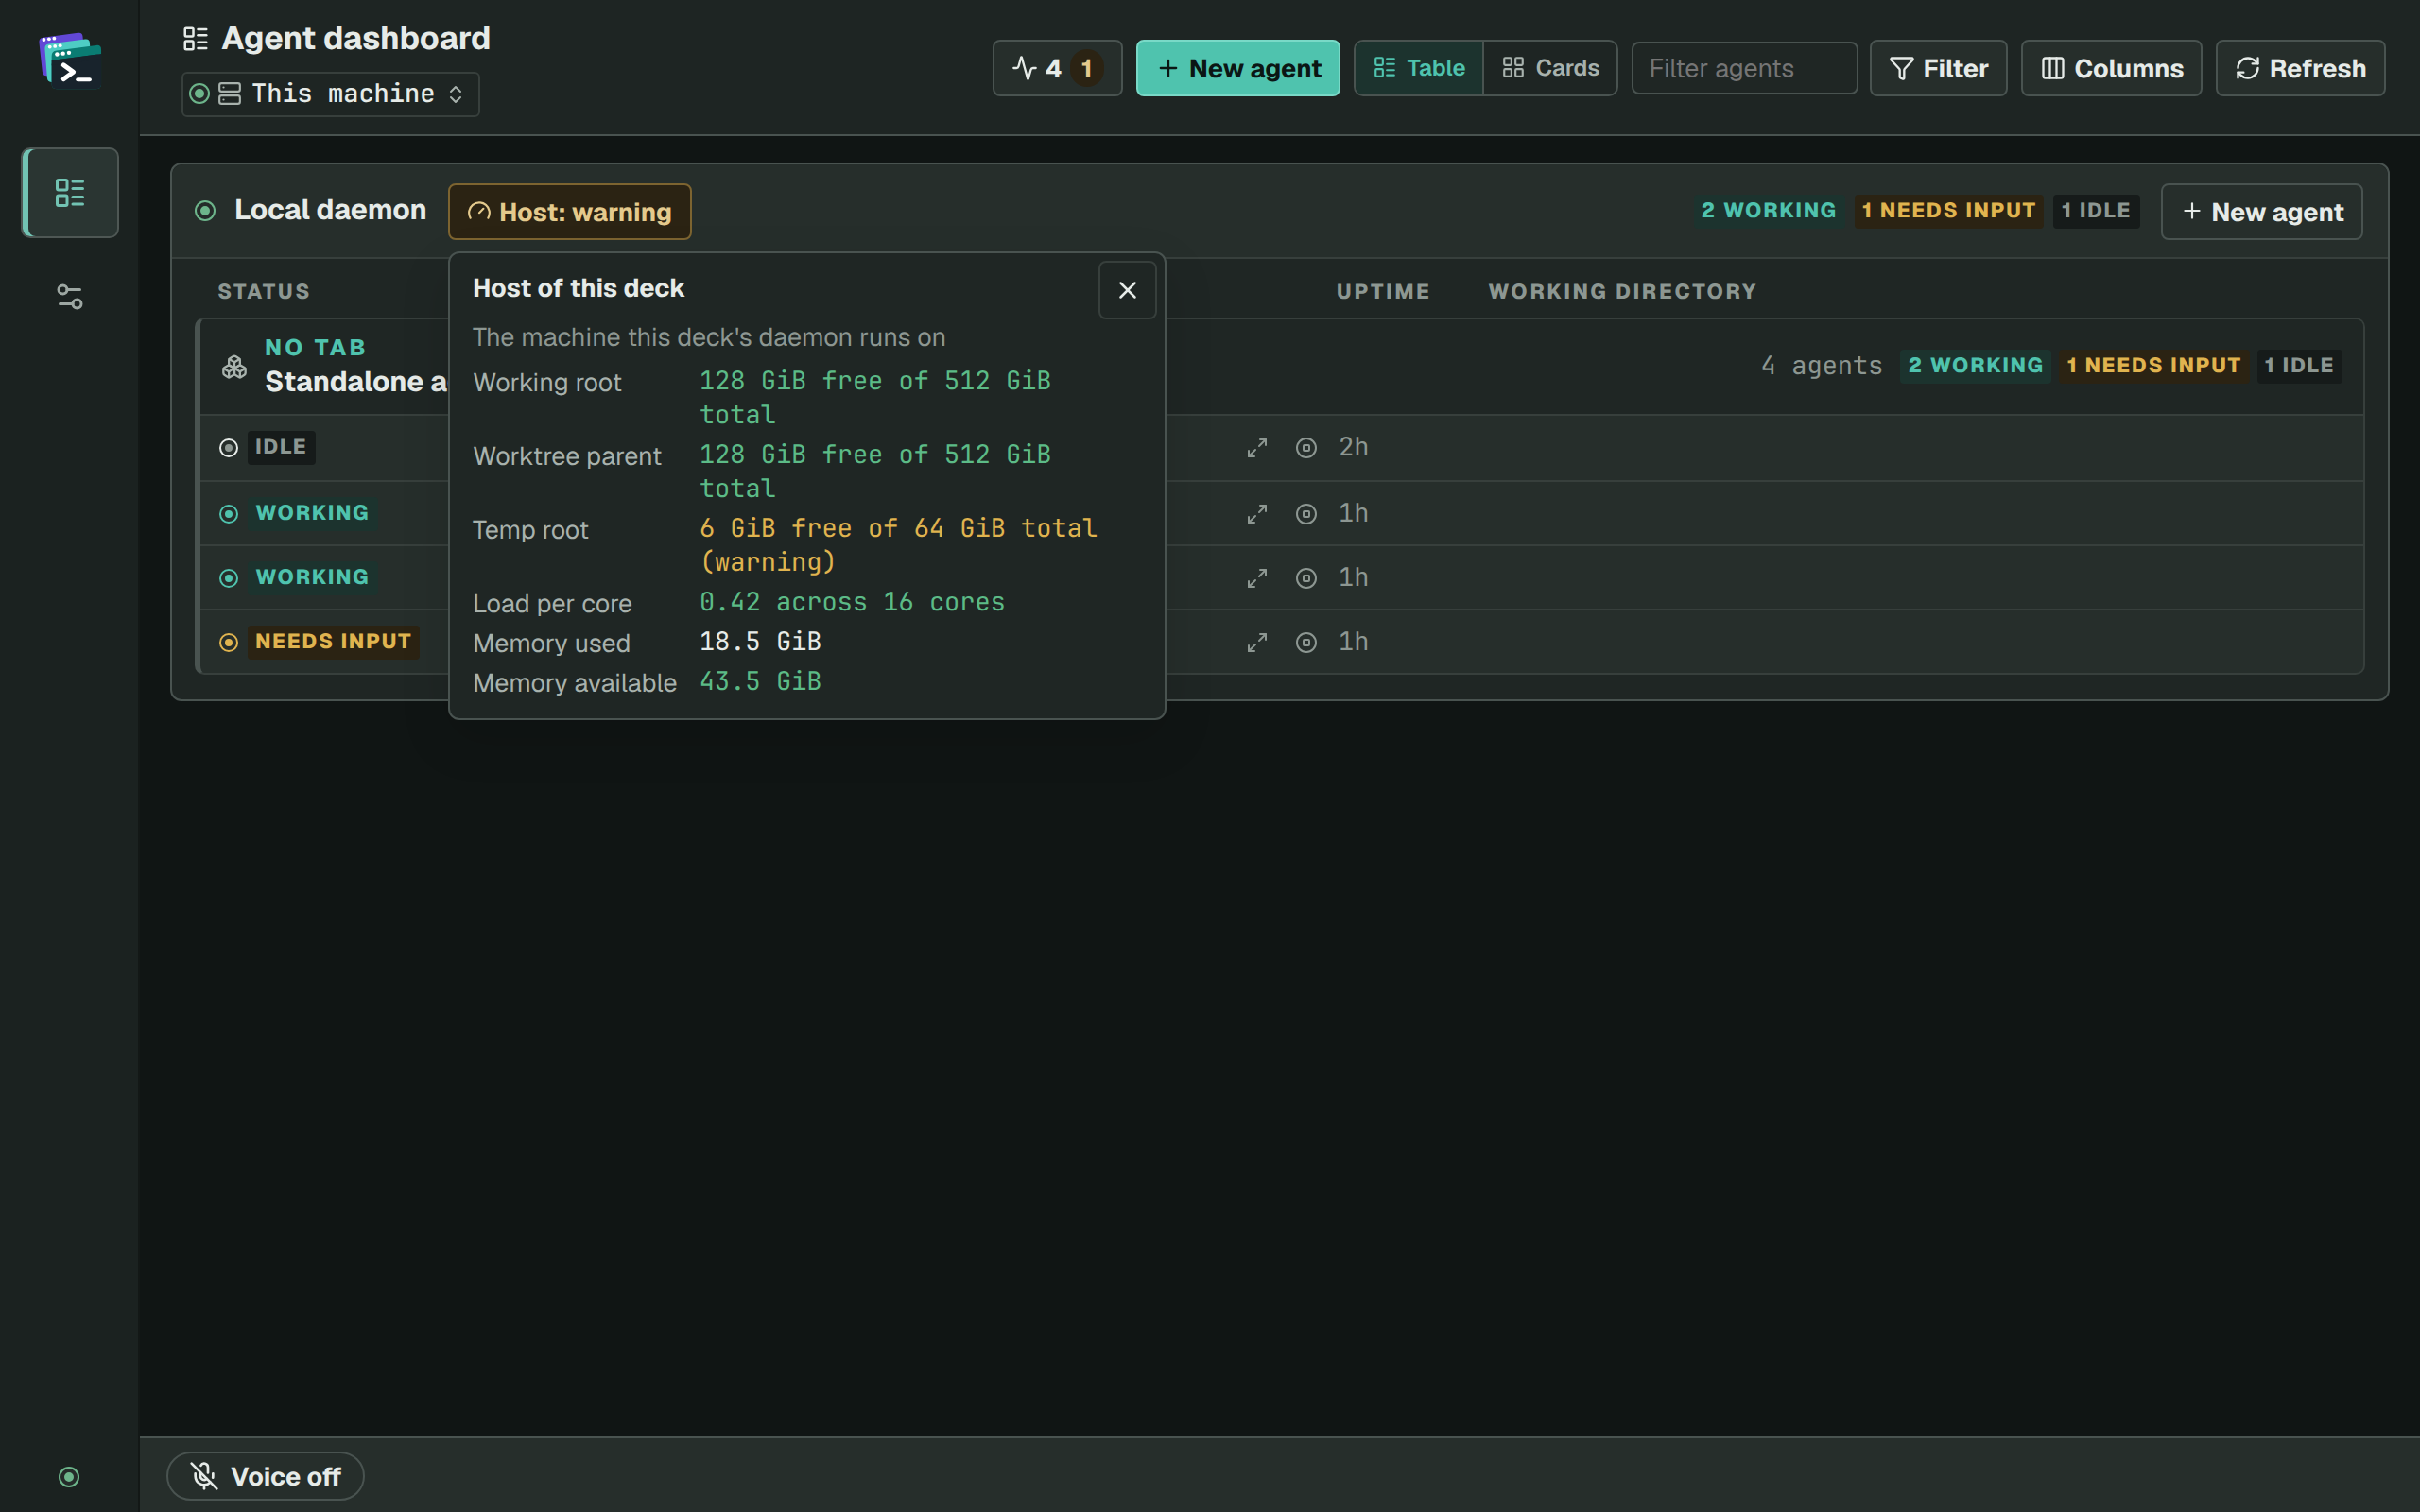 Agent dashboard
This machine
4 1
New agent
Table
Cards
Filter agents
Filter
Columns
Refresh
Local daemon
Host: warning
2 WORKING
1 NEEDS INPUT
1 IDLE
New agent
STATUS
UPTIME
WORKING DIRECTORY
NO TAB
Standalone a
4 agents
2 WORKING
1 NEEDS INPUT
1 IDLE
IDLE
2h
WORKING
1h
WORKING
1h
NEEDS INPUT
1h
Host of this deck
The machine this deck's daemon runs on
Working root
128 GiB free of 512 GiB
total
Worktree parent
128 GiB free of 512 GiB
total
Temp root
6 GiB free of 64 GiB total
(warning)
Load per core
0.42 across 16 cores
Memory used
18.5 GiB
Memory available
43.5 GiB
Voice off